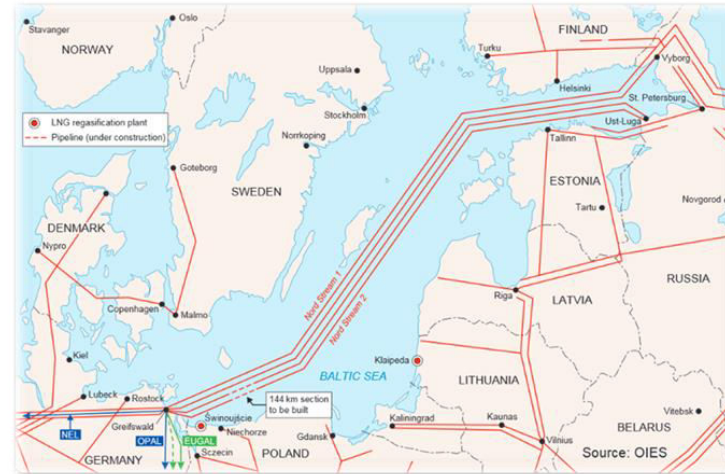 Oslo
Stavanger
NORWAY
FINLAND
Turku
Vyborg
Uppsala
Helsinki
St. Petersburg
LNG regasification plant
Pipeline (under construction)
Stockholm
Ust-Luga
Norrkoping
Tallinn
Goteborg
SWEDEN
ESTONIA
DENMARK
Tartu
Novgorod
Nypro
Nord Stream 1
Nord Stream 2
RUSSIA
Copenhagen
Malmo
Riga
LATVIA
Kiel
Klaipeda
BALTIC SEA
LITHUANIA
Lubeck
Rostock
144 km section
to be built
Vitebsk
Świnoujście
Kaliningrad
Kaunas
BELARUS
NEL
Greifswald
OPAL
EUGAL
Niechorze
Gdansk
Vilnius
Source: OIES
GERMANY
Sczecin
POLAND